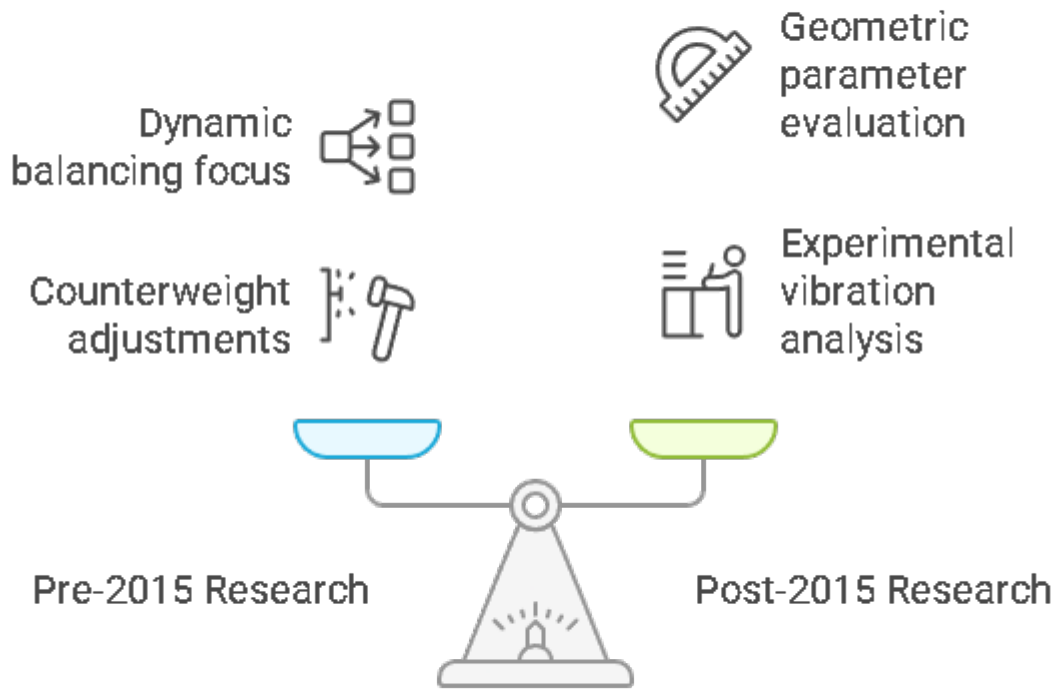 Dynamic
balancing focus
Counterweight
adjustments
Geometric
parameter
evaluation
Experimental
vibration
analysis
Pre-2015 Research
Post-2015 Research